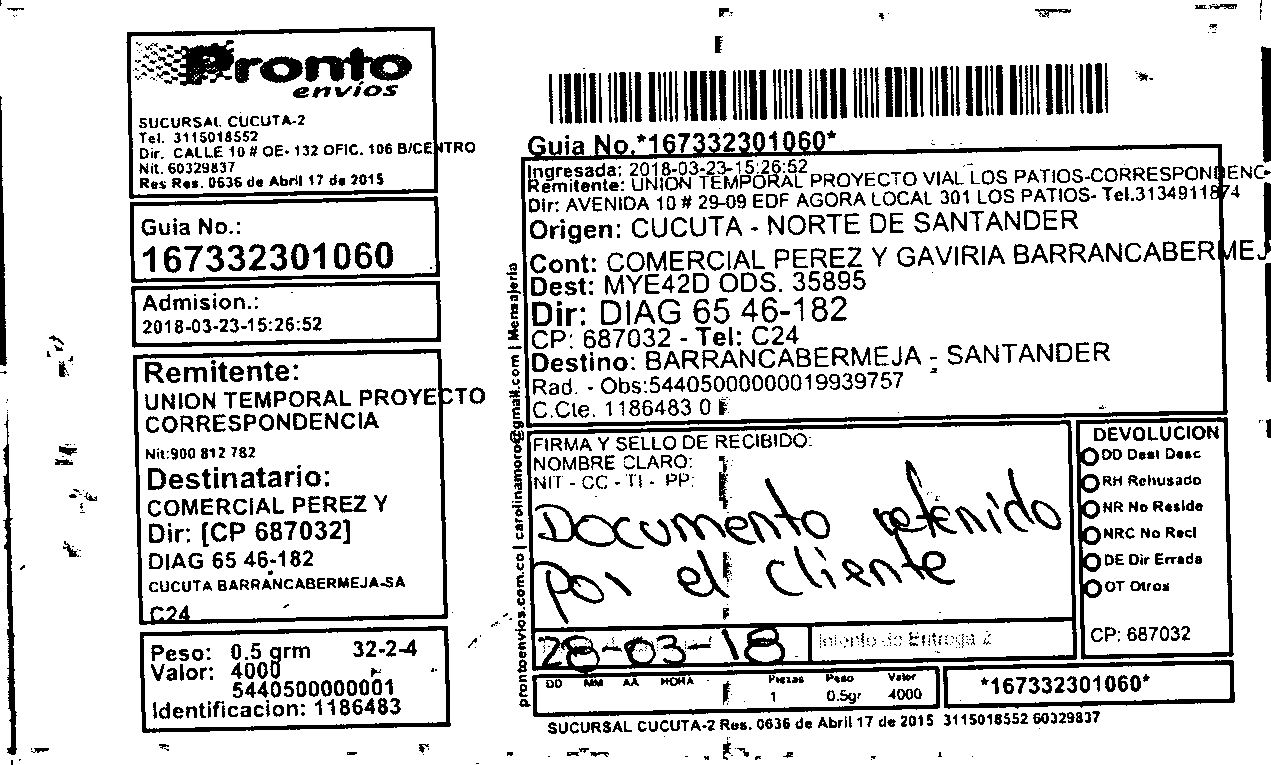 Pronto
envios
SUCURSAL CUCUTA-2
Tel. 3115018552
Dir. CALLE 10 # OE- 132 OFIC. 106 B/CENTRO
Nit. 60329837
Res Res. 0636 de Abril 17 de 2015
Guia No.:
167332301060
Admision.:
2018-03-23-15:26:52
Remitente:
UNION TEMPORAL PROYECTO
CORRESPONDENCIA
Nit:900 812 782
Destinatario:
COMERCIAL PEREZ Y
Dir: [CP 687032]
DIAG 65 46-182
CUCUTA BARRANCABERMEJA-SA
C24
Peso: 0.5 grm 32-2-4
Valor: 4000
5440500000001
Identificacion: 1186483
prontoenvios.com.co | carolinamoro@gmail.com | Mensajeria
Guia No.*167332301060*
Ingresada: 2018-03-23-15:26:52
Remitente: UNION TEMPORAL PROYECTO VIAL LOS PATIOS-CORRESPONDENC
Dir: AVENIDA 10 # 29-09 EDF AGORA LOCAL 301 LOS PATIOS- Tel.3134911874
Origen: CUCUTA - NORTE DE SANTANDER
Cont: COMERCIAL PEREZ Y GAVIRIA BARRANCABERMEJ
Dest: MYE42D ODS. 35895
Dir: DIAG 65 46-182
CP: 687032 - Tel: C24
Destino: BARRANCABERMEJA - SANTANDER
Rad. - Obs:54405000000019939757
C.Cte. 1186483 0
FIRMA Y SELLO DE RECIBIDO:
NOMBRE CLARO:
NIT - CC - TI - PP:
Documento retenido
por el cliente
28-03-18
Intento de Entrega 2
DD MM AA HORA
Piezas Peso Valor
1 0.5gr 4000
DEVOLUCION
DD Desl Desc
RH Rehusado
NR No Reside
NRC No Recl
DE Dir Errada
OT Otros
CP: 687032
*167332301060*
SUCURSAL CUCUTA-2 Res. 0636 de Abril 17 de 2015 3115018552 60329837